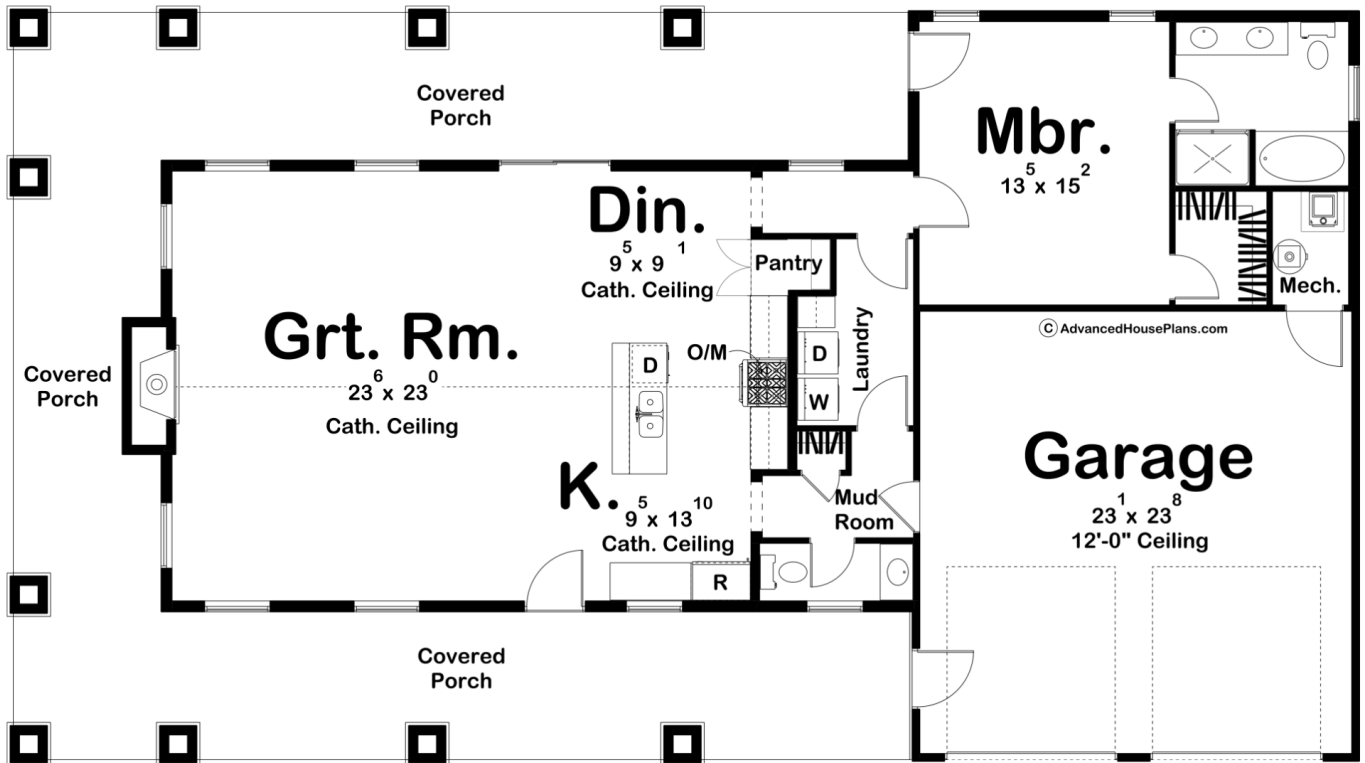 Covered
Porch
Mbr.
13⁵ x 15²
Din.
9⁵ x 9¹
Cath. Ceiling
Pantry
Mech.
© AdvancedHousePlans.com
Grt. Rm.
23⁶ x 23⁰
Cath. Ceiling
Covered
Porch
O/M
D
D
W
Laundry
K.
9⁵ x 13¹⁰
Cath. Ceiling
R
Mud
Room
Garage
23¹ x 23⁸
12'-0" Ceiling
Covered
Porch